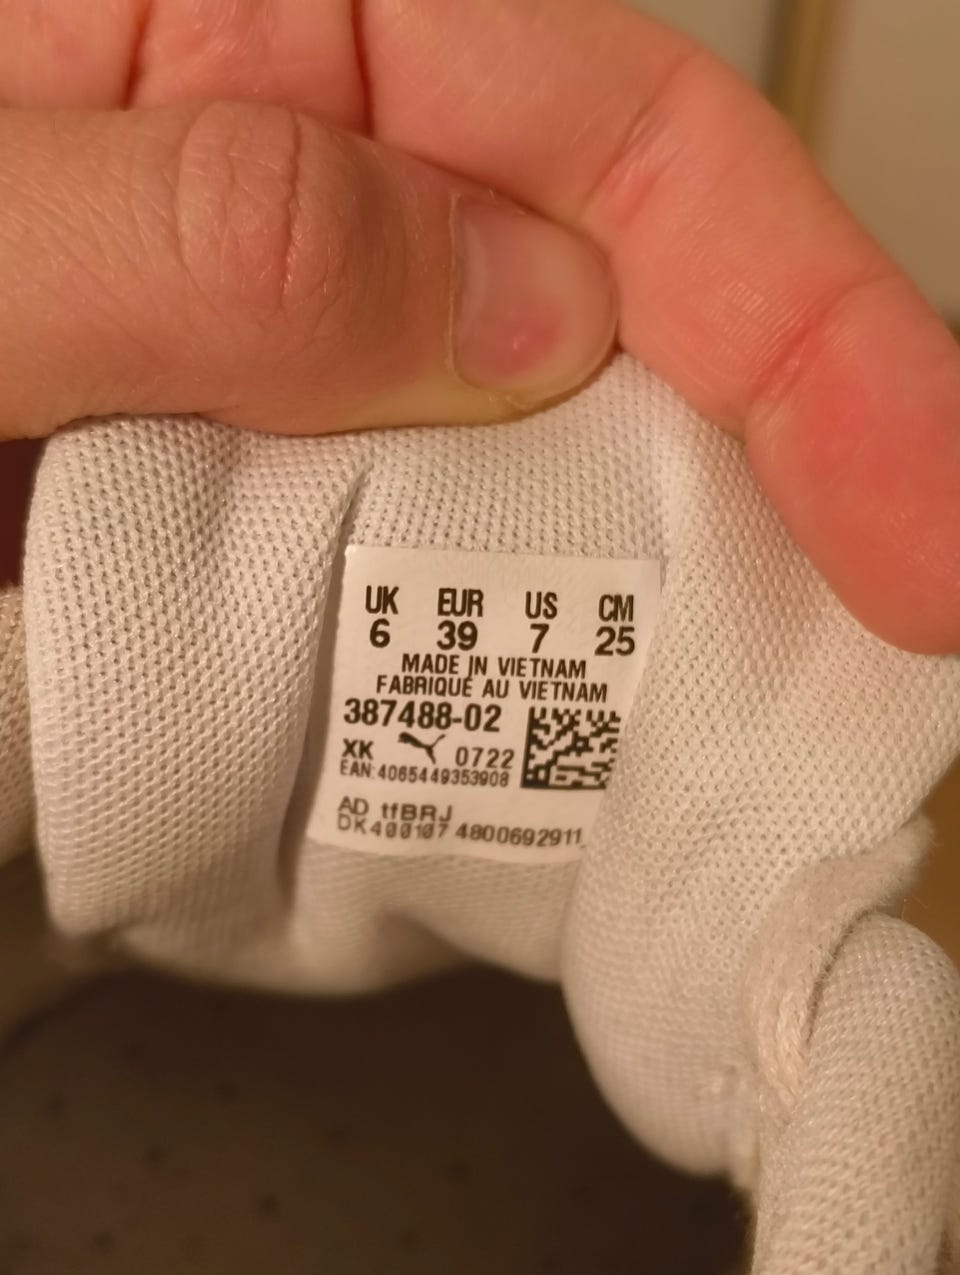 UK EUR US CM
6 39 7 25
MADE IN VIETNAM
FABRIQUÉ AU VIETNAM
387488-02
XK 0722
EAN:4065449353908
AD tfBRJ
DK400107 4800692911